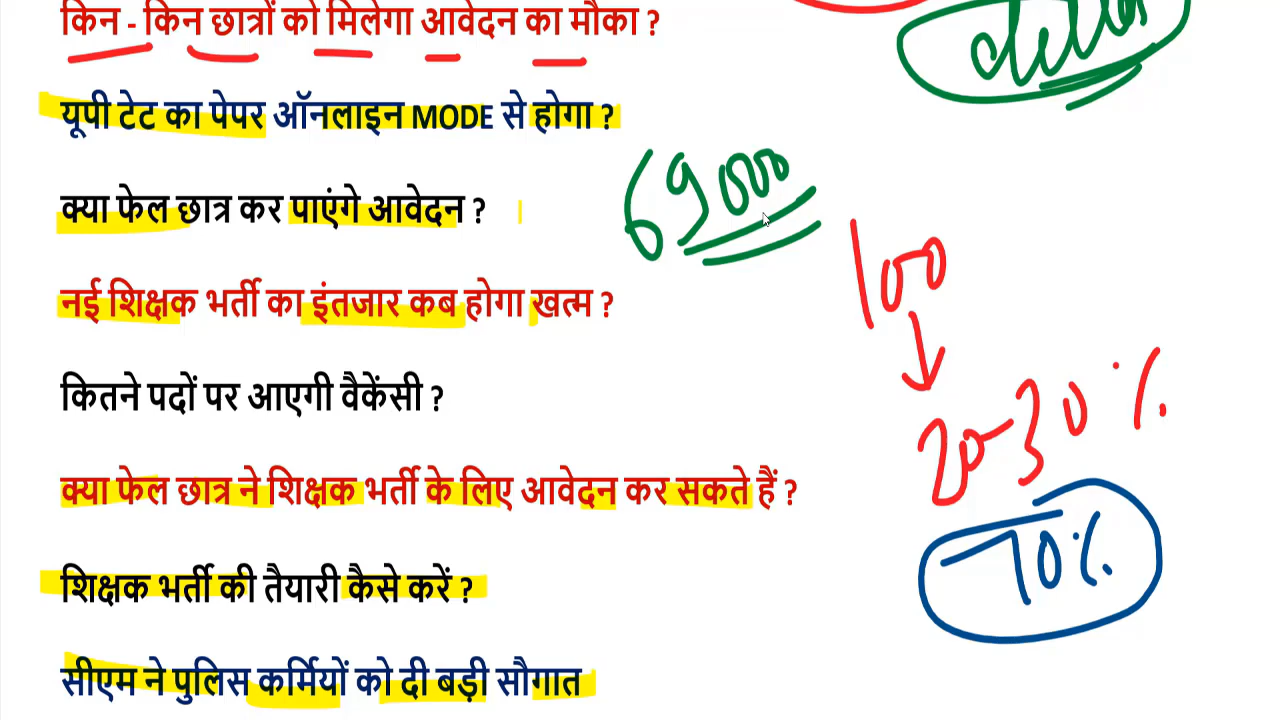 किन - किन छात्रों को मिलेगा आवेदन का मौका ?
यूपी टेट का पेपर ऑनलाइन MODE से होगा ?
क्या फेल छात्र कर पाएंगे आवेदन ?
69000
नई शिक्षक भर्ती का इंतजार कब होगा खत्म ?
100
कितने पदों पर आएगी वैकेंसी ?
20-30%
क्या फेल छात्र ने शिक्षक भर्ती के लिए आवेदन कर सकते हैं ?
70%
शिक्षक भर्ती की तैयारी कैसे करें ?
सीएम ने पुलिस कर्मियों को दी बड़ी सौगात